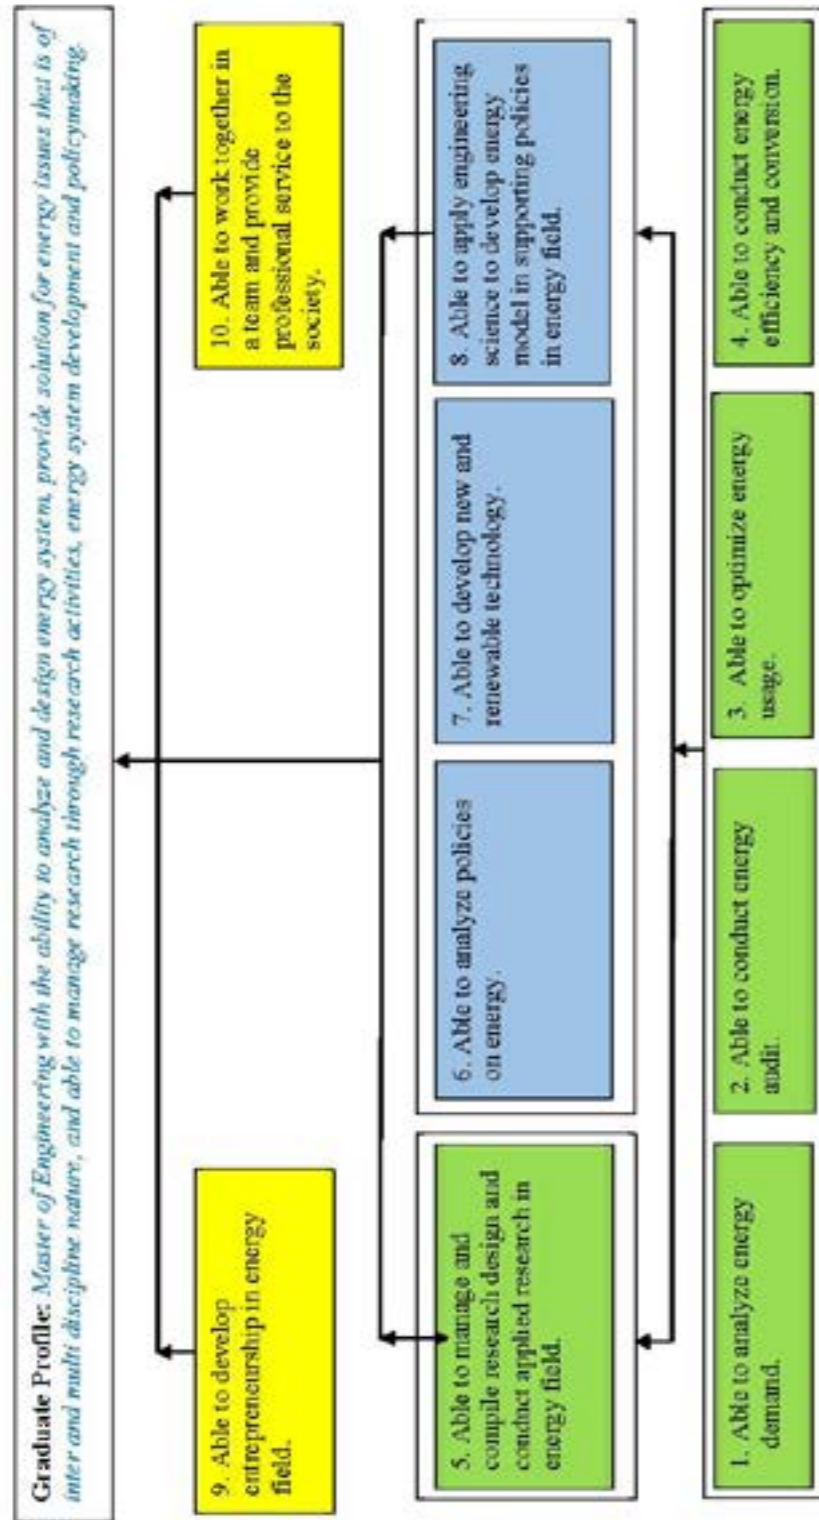 Graduate Profile: Master of Engineering with the ability to analyze and design energy system, provide solution for energy issues that is of
inter and multi discipline nature, and able to manage research through research activities, energy system development and policymaking.
9. Able to develop
entrepreneurship in energy
field.
10. Able to work together in
a team and provide
professional service to the
society.
5. Able to manage and
compile research design and
conduct applied research in
energy field.
6. Able to analyze policies
on energy.
7. Able to develop new and
renewable technology.
8. Able to apply engineering
science to develop energy
model in supporting policies
in energy field.
1. Able to analyze energy
demand.
2. Able to conduct energy
audit.
3. Able to optimize energy
usage.
4. Able to conduct energy
efficiency and conversion.